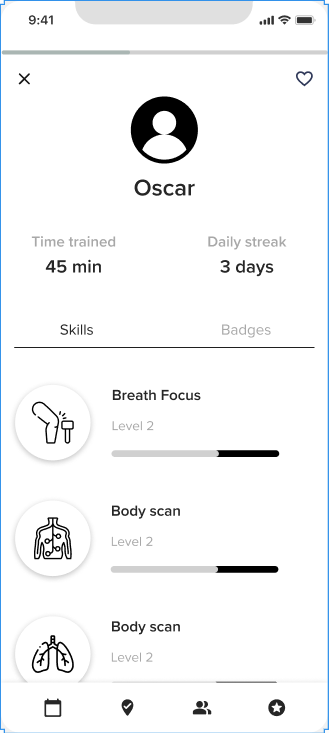 9:41
Oscar
Time trained
Daily streak
45 min
3 days
Skills
Badges
Breath Focus
Level 2
Body scan
Level 2
Body scan
Level 2